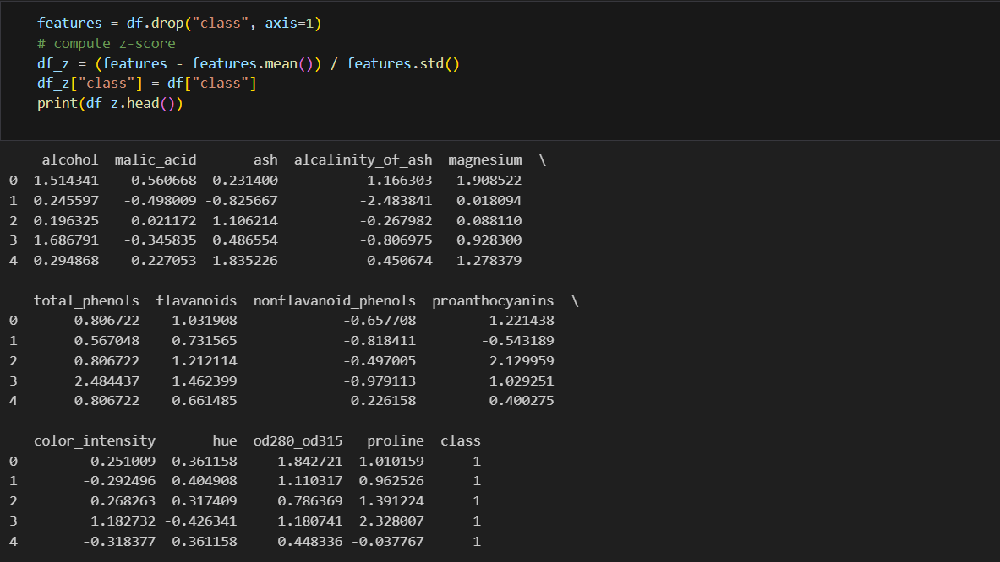 features = df.drop("class", axis=1)
# compute z-score
df_z = (features - features.mean()) / features.std()
df_z["class"] = df["class"]
print(df_z.head())
    alcohol  malic_acid       ash  alcalinity_of_ash  magnesium  \
0  1.514341   -0.560668  0.231400          -1.166303   1.908522
1  0.245597   -0.498009 -0.825667          -2.483841   0.018094
2  0.196325    0.021172  1.106214          -0.267982   0.088110
3  1.686791   -0.345835  0.486554          -0.806975   0.928300
4  0.294868    0.227053  1.835226           0.450674   1.278379
   total_phenols  flavanoids  nonflavanoid_phenols  proanthocyanins  \
0       0.806722    1.031908             -0.657708         1.221438
1       0.567048    0.731565             -0.818411        -0.543189
2       0.806722    1.212114             -0.497005         2.129959
3       2.484437    1.462399             -0.979113         1.029251
4       0.806722    0.661485              0.226158         0.400275
   color_intensity       hue  od280_od315   proline  class
0         0.251009  0.361158     1.842721  1.010159      1
1        -0.292496  0.404908     1.110317  0.962526      1
2         0.268263  0.317409     0.786369  1.391224      1
3         1.182732 -0.426341     1.180741  2.328007      1
4        -0.318377  0.361158     0.448336 -0.037767      1